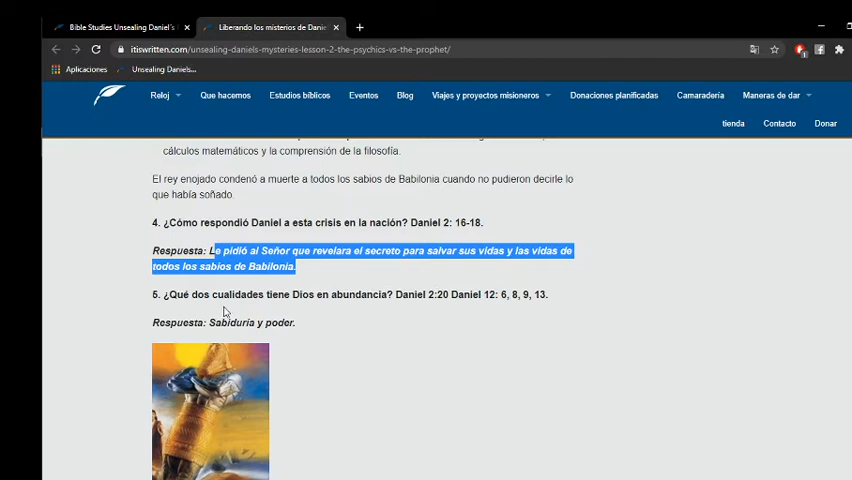 Bible Studies Unsealing Daniel's
Liberando los misterios de Danie
itiswritten.com/unsealing-daniels-mysteries-lesson-2-the-psychics-vs-the-prophet/
Aplicaciones
Unsealing Daniels...
Reloj
Que hacemos
Estudios bíblicos
Eventos
Blog
Viajes y proyectos misioneros
Donaciones planificadas
Camaradería
Maneras de dar
tienda
Contacto
Donar
cálculos matemáticos y la comprensión de la filosofía.
El rey enojado condenó a muerte a todos los sabios de Babilonia cuando no pudieron decirle lo
que había soñado.
4. ¿Cómo respondió Daniel a esta crisis en la nación? Daniel 2: 16-18.
Respuesta: Le pidió al Señor que revelara el secreto para salvar sus vidas y las vidas de
todos los sabios de Babilonia.
5. ¿Qué dos cualidades tiene Dios en abundancia? Daniel 2:20 Daniel 12: 6, 8, 9, 13.
Respuesta: Sabiduría y poder.